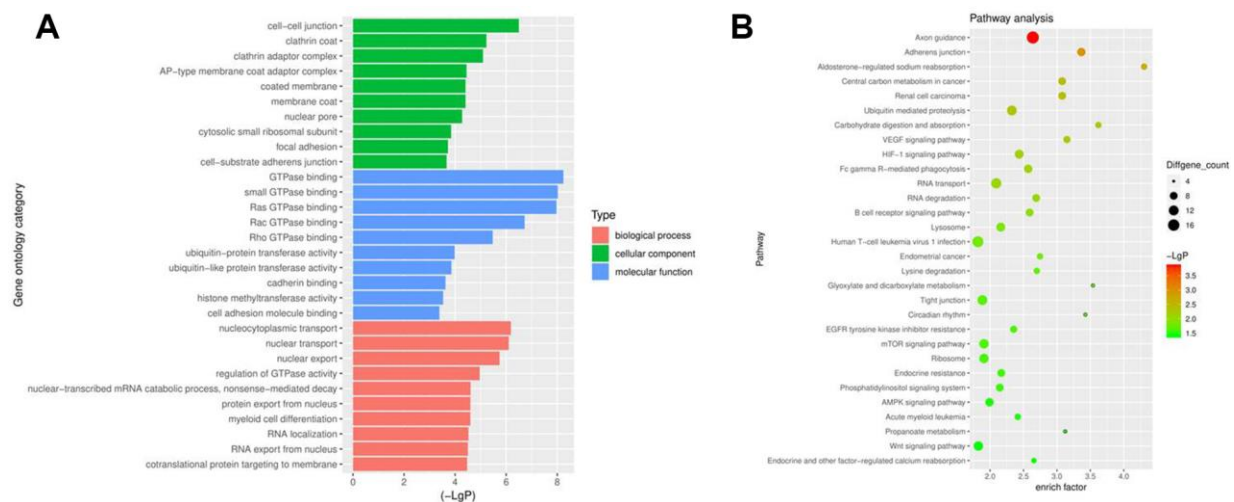 A
Gene ontology category
cell-cell junction
clathrin coat
clathrin adaptor complex
AP-type membrane coat adaptor complex
coated membrane
membrane coat
nuclear pore
cytosolic small ribosomal subunit
focal adhesion
cell-substrate adherens junction
GTPase binding
small GTPase binding
Ras GTPase binding
Rac GTPase binding
Rho GTPase binding
ubiquitin-protein transferase activity
ubiquitin-like protein transferase activity
cadherin binding
histone methyltransferase activity
cell adhesion molecule binding
nucleocytoplasmic transport
nuclear transport
nuclear export
regulation of GTPase activity
nuclear-transcribed mRNA catabolic process, nonsense-mediated decay
protein export from nucleus
myeloid cell differentiation
RNA localization
RNA export from nucleus
cotranslational protein targeting to membrane
0 2 4 6 8
(-LgP)
Type
biological process
cellular component
molecular function
B
Pathway analysis
Pathway
Axon guidance
Adherens junction
Aldosterone-regulated sodium reabsorption
Central carbon metabolism in cancer
Renal cell carcinoma
Ubiquitin mediated proteolysis
Carbohydrate digestion and absorption
VEGF signaling pathway
HIF-1 signaling pathway
Fc gamma R-mediated phagocytosis
RNA transport
RNA degradation
B cell receptor signaling pathway
Lysosome
Human T-cell leukemia virus 1 infection
Endometrial cancer
Lysine degradation
Glyoxylate and dicarboxylate metabolism
Tight junction
Circadian rhythm
EGFR tyrosine kinase inhibitor resistance
mTOR signaling pathway
Ribosome
Endocrine resistance
Phosphatidylinositol signaling system
AMPK signaling pathway
Acute myeloid leukemia
Propanoate metabolism
Wnt signaling pathway
Endocrine and other factor-regulated calcium reabsorption
2.0 2.5 3.0 3.5 4.0
enrich factor
Diffgene_count
4
8
12
16
-LgP
3.5
3.0
2.5
2.0
1.5